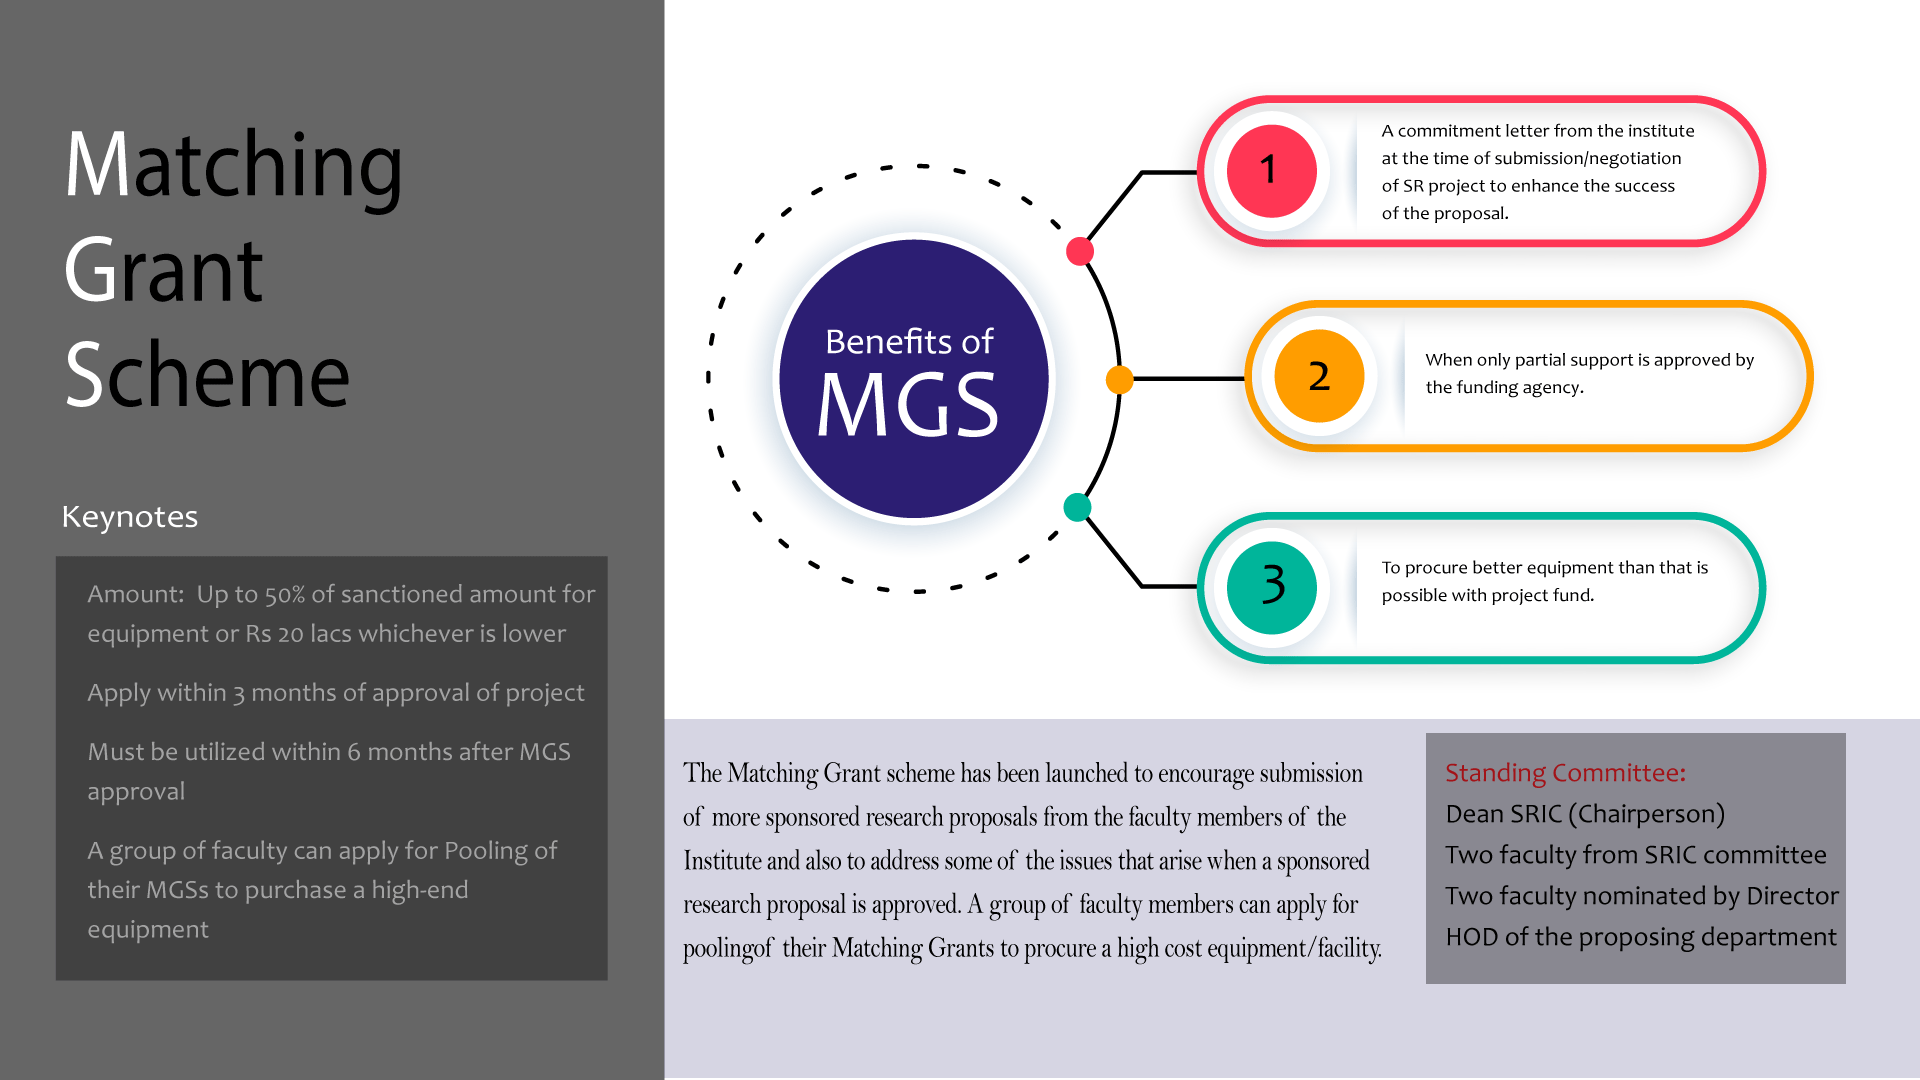 Matching
Grant
Scheme
Keynotes
Amount: Up to 50% of sanctioned amount for
equipment or Rs 20 lacs whichever is lower
Apply within 3 months of approval of project
Must be utilized within 6 months after MGS
approval
A group of faculty can apply for Pooling of
their MGSs to purchase a high-end
equipment
Benefits of
MGS
1
A commitment letter from the institute
at the time of submission/negotiation
of SR project to enhance the success
of the proposal.
2
When only partial support is approved by
the funding agency.
3
To procure better equipment than that is
possible with project fund.
The Matching Grant scheme has been launched to encourage submission
of more sponsored research proposals from the faculty members of the
Institute and also to address some of the issues that arise when a sponsored
research proposal is approved. A group of faculty members can apply for
poolingof their Matching Grants to procure a high cost equipment/facility.
Standing Committee:
Dean SRIC (Chairperson)
Two faculty from SRIC committee
Two faculty nominated by Director
HOD of the proposing department